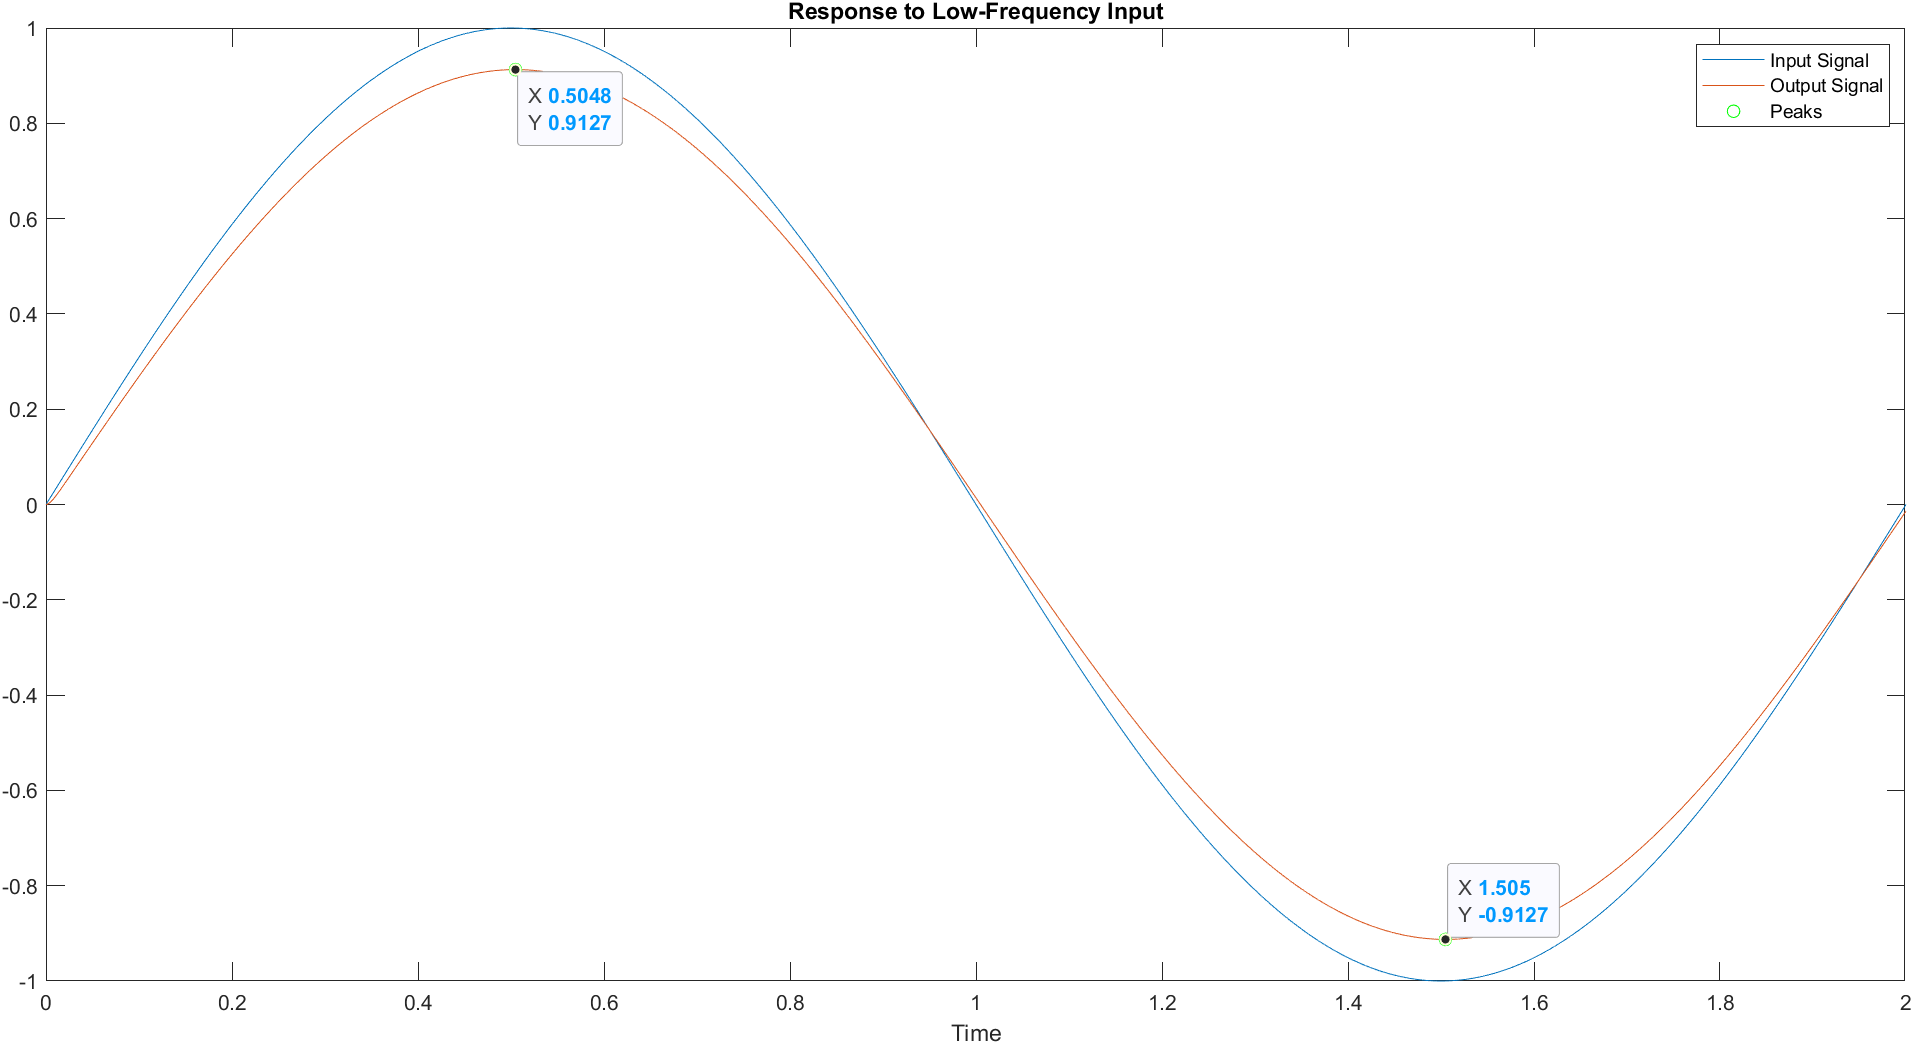 Response to Low-Frequency Input
Input Signal
Output Signal
Peaks
X 0.5048
Y 0.9127
X 1.505
Y -0.9127
1
0.8
0.6
0.4
0.2
0
-0.2
-0.4
-0.6
-0.8
-1
0 0.2 0.4 0.6 0.8 1 1.2 1.4 1.6 1.8 2
Time